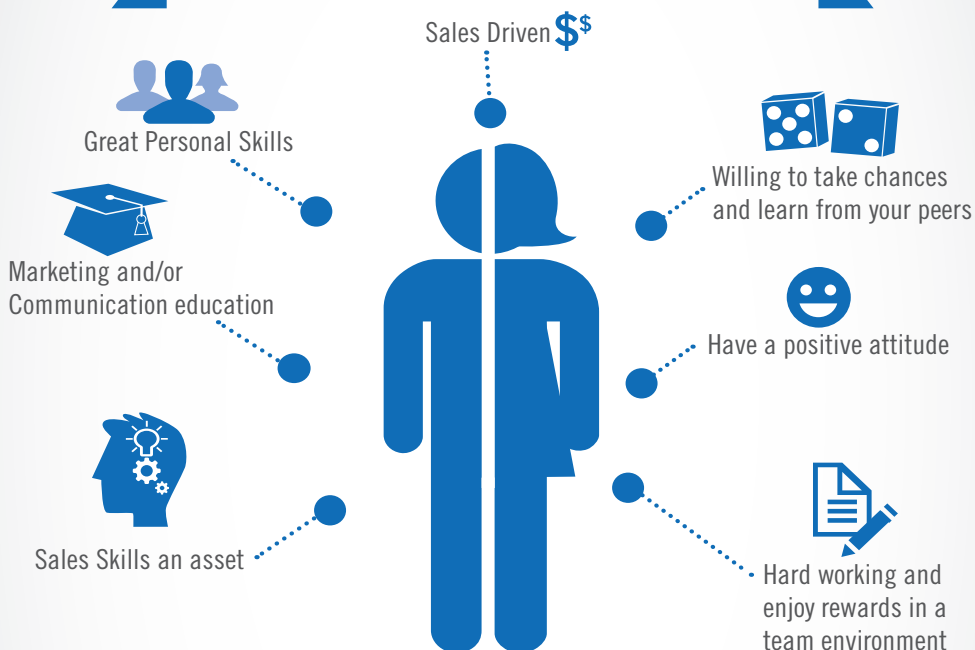 Sales Driven $$
Great Personal Skills
Willing to take chances
and learn from your peers
Marketing and/or
Communication education
Have a positive attitude
Sales Skills an asset
Hard working and
enjoy rewards in a
team environment